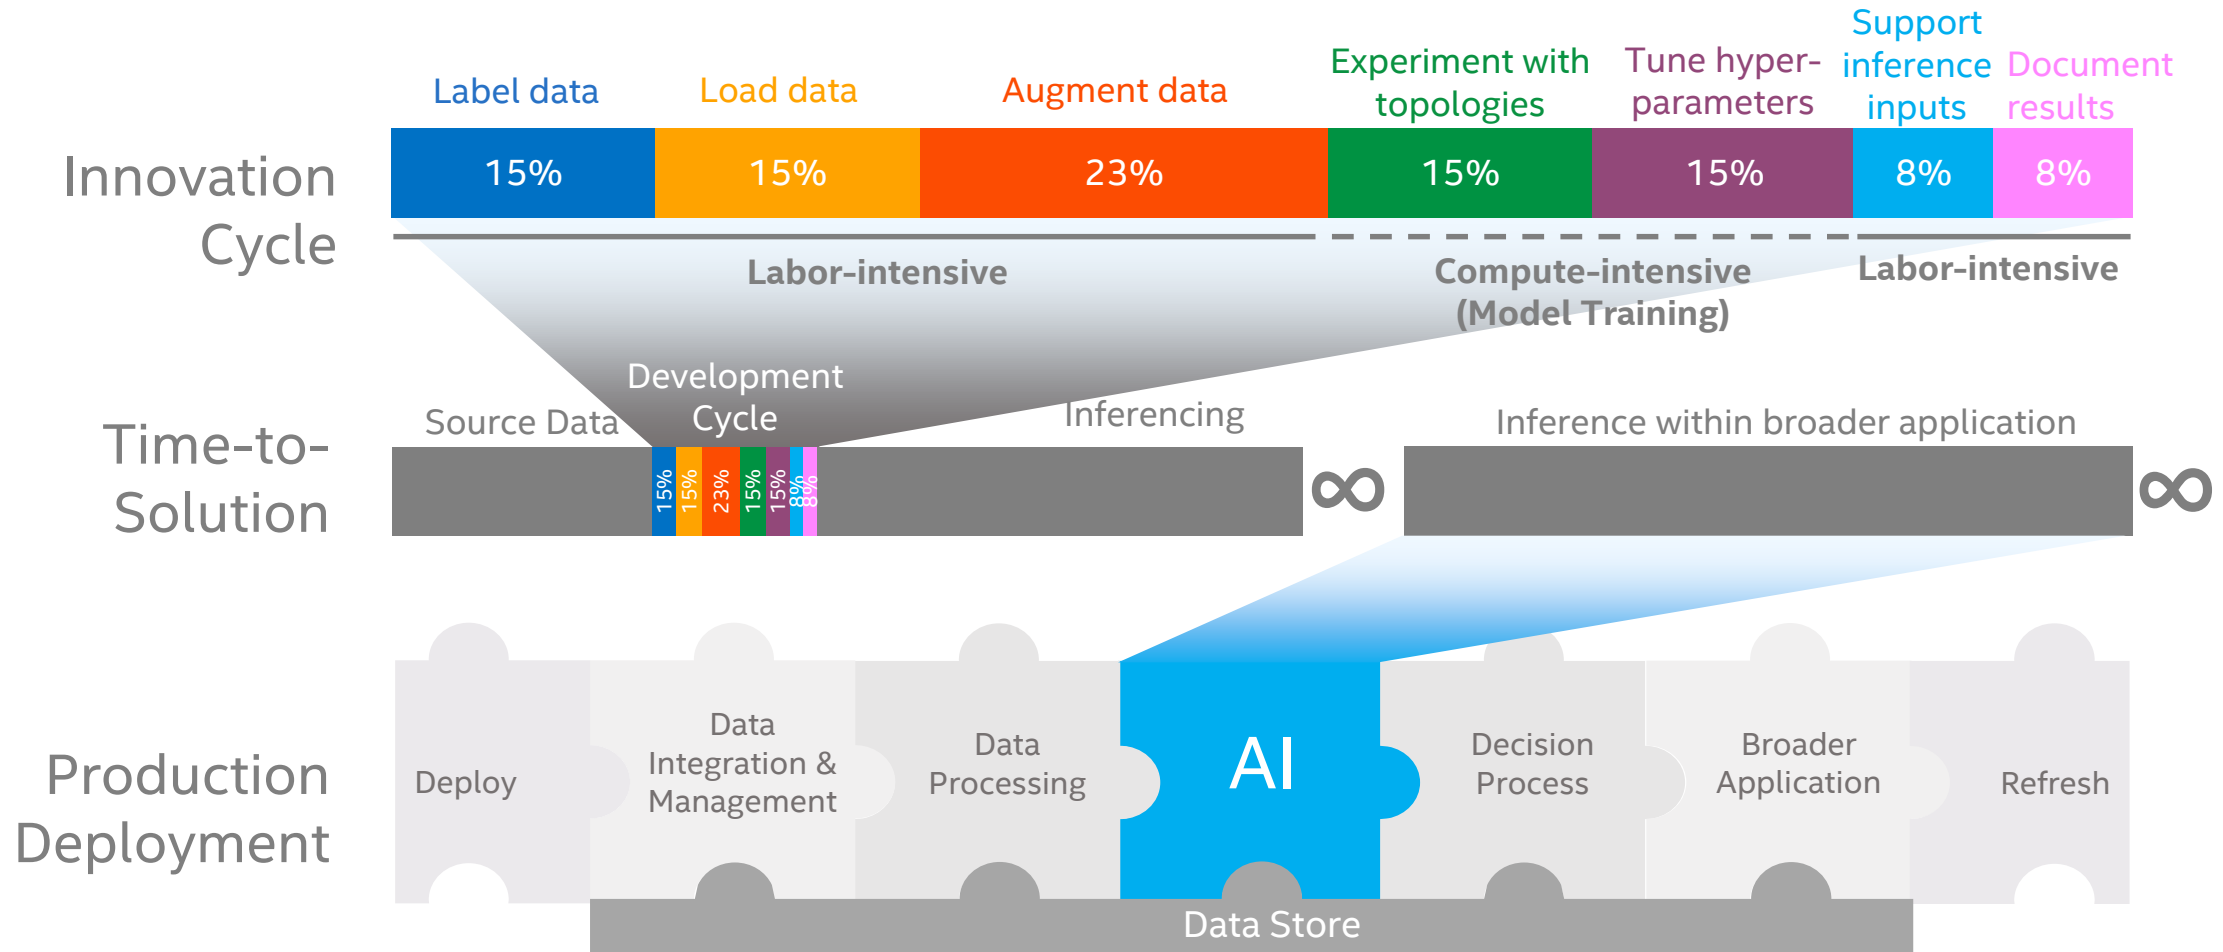 Support
Experiment with
Tune hyper-
inference
Document
Label data
Load data
Augment data
topologies
parameters
inputs
results
Innovation
Cycle
15%
15%
23%
15%
15%
8%
8%
Labor-intensive
Compute-intensive
(Model Training)
Labor-intensive
Time-to-
Solution
Source Data
Development
Cycle
Inferencing
Inference within broader application
15%
15%
23%
15%
15%
8%
8%
∞
∞
Production
Deployment
Deploy
Data
Integration &
Management
Data
Processing
AI
Decision
Process
Broader
Application
Refresh
Data Store